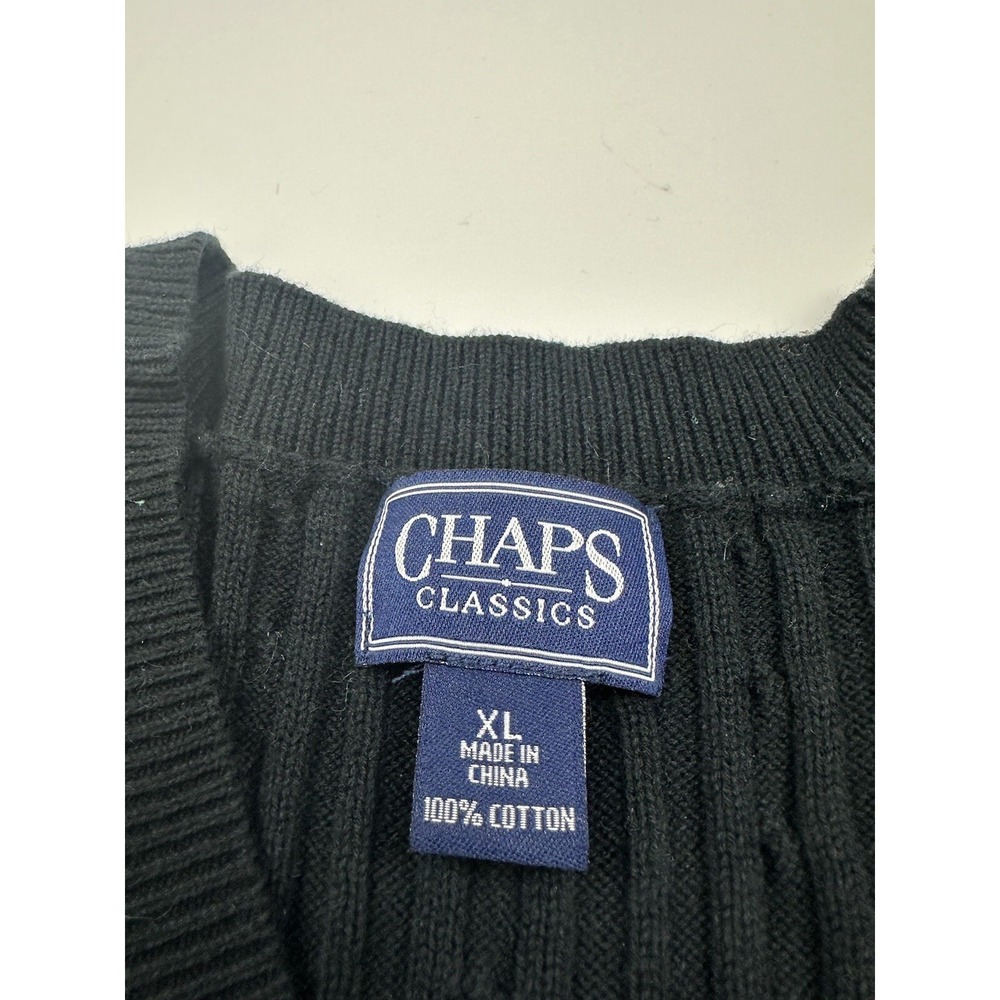 CHAPS
CLASSICS
XL
MADE IN
CHINA
100% COTTON